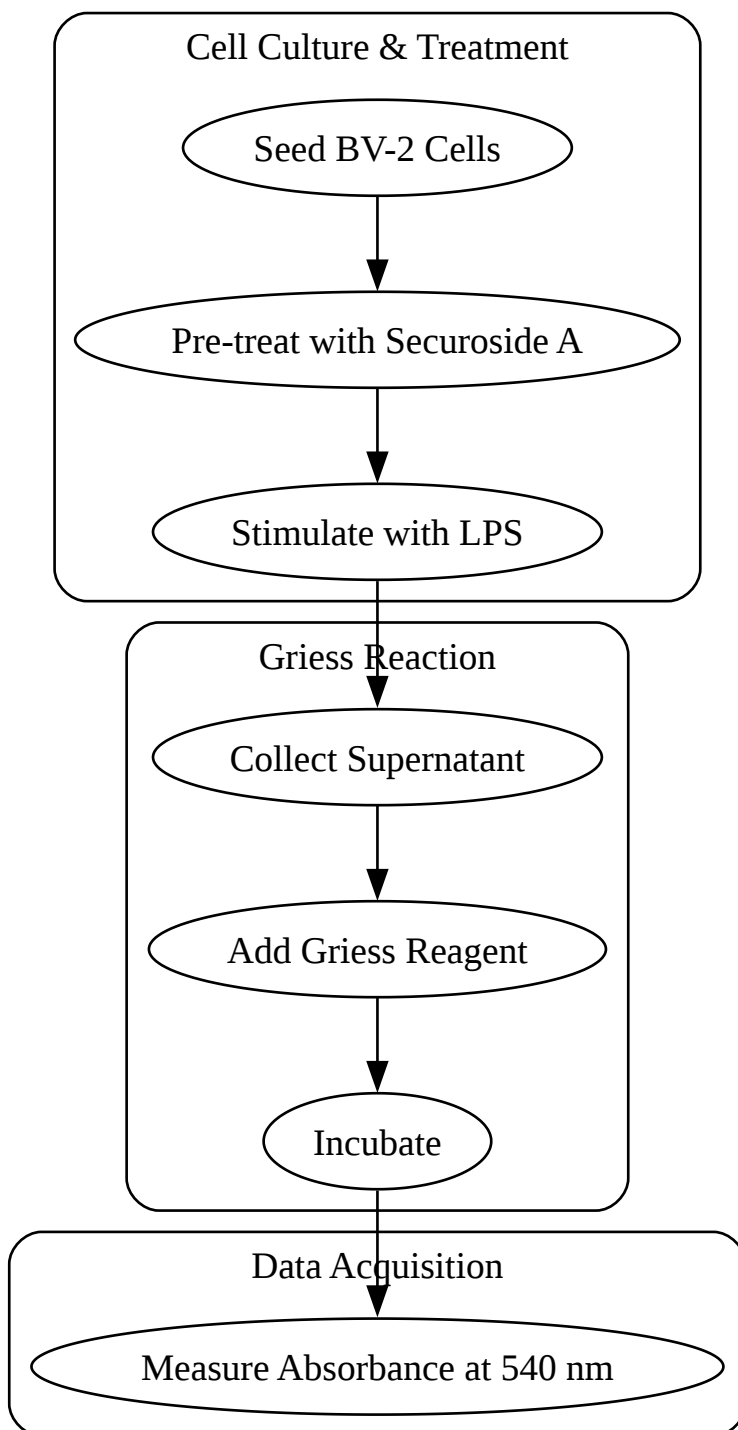 Cell Culture & Treatment
Seed BV-2 Cells
Pre-treat with Securoside A
Stimulate with LPS
Griess Reaction
Collect Supernatant
Add Griess Reagent
Incubate
Data Acquisition
Measure Absorbance at 540 nm